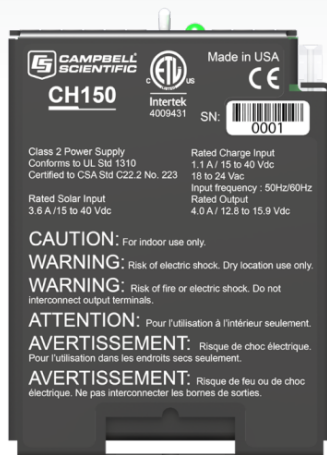 CAMPBELL
SCIENTIFIC
CH150
C ETL US
Intertek
4009431
Made in USA
CE
SN: 0001
Class 2 Power Supply
Conforms to UL Std 1310
Certified to CSA Std C22.2 No. 223
Rated Solar Input
3.6 A /15 to 40 Vdc
Rated Charge Input
1.1 A / 15 to 40 Vdc
18 to 24 Vac
Input frequency : 50Hz/60Hz
Rated Output
4.0 A / 12.8 to 15.9 Vdc
CAUTION: For indoor use only.
WARNING: Risk of electric shock. Dry location use only.
WARNING: Risk of fire or electric shock. Do not
interconnect output terminals.
ATTENTION: Pour l'utilisation à l'intérieur seulement.
AVERTISSEMENT: Risque de choc électrique.
Pour l'utilisation dans les endroits secs seulement.
AVERTISSEMENT: Risque de feu ou de choc
électrique. Ne pas interconnecter les bornes de sorties.